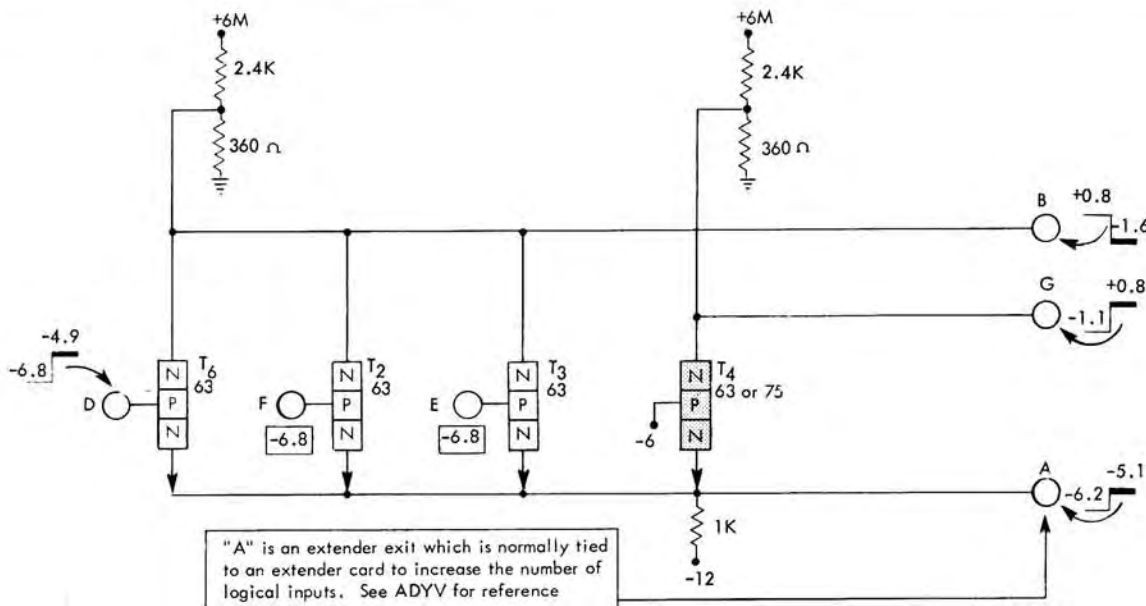 +6M
+6M
2.4K
2.4K
360 Ω
360 Ω
B
+0.8
-1.6
G
+0.8
-1.1
-4.9
-6.8
D
N
P
N
T6
63
F
-6.8
N
P
N
T2
63
E
-6.8
N
P
N
T3
63
-6
N
P
N
T4
63 or 75
A
-5.1
-6.2
1K
-12
"A" is an extender exit which is normally tied
to an extender card to increase the number of
logical inputs. See ADYV for reference